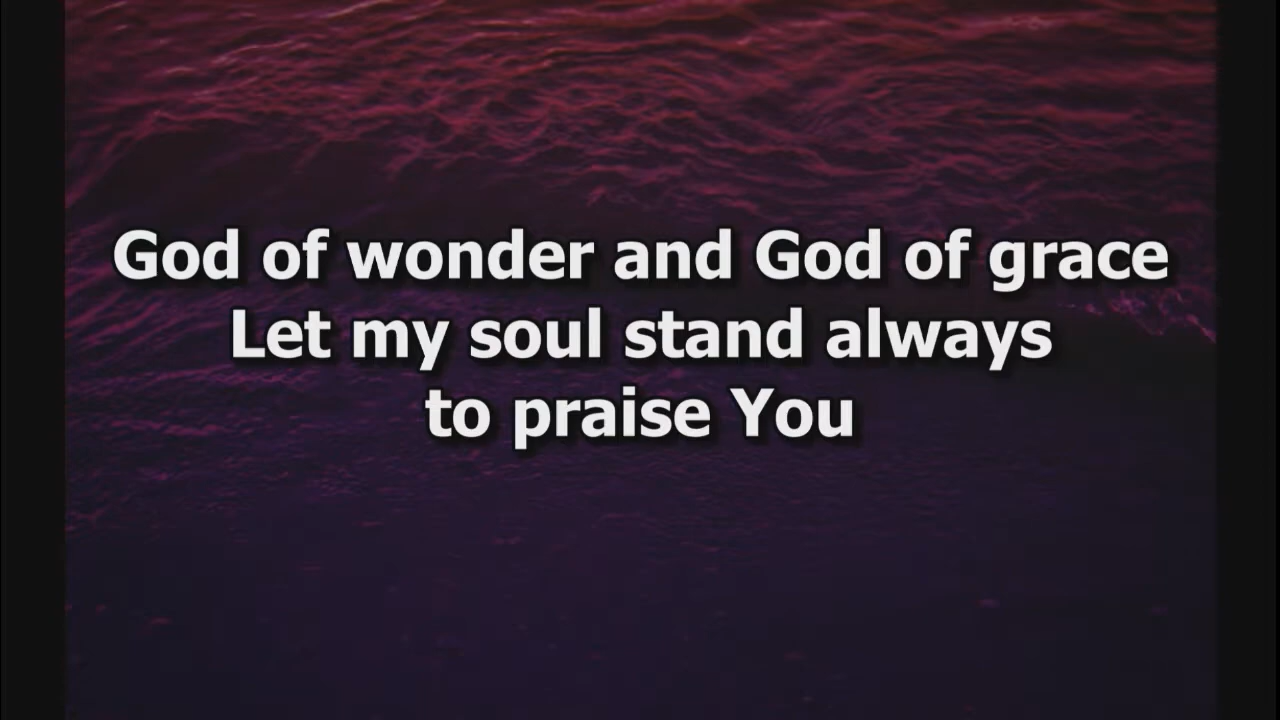 God of wonder and God of grace
Let my soul stand always
to praise You